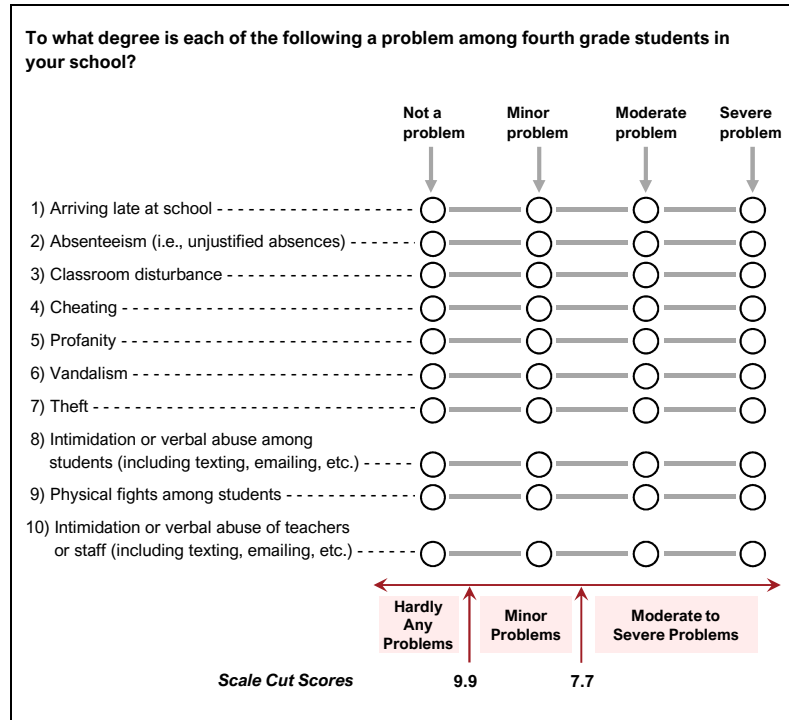 To what degree is each of the following a problem among fourth grade students in
your school?
Not a
problem
Minor
problem
Moderate
problem
Severe
problem
1) Arriving late at school - - - - - - - - - - - - - - - - - - - - - -
2) Absenteeism (i.e., unjustified absences) - - - - - - -
3) Classroom disturbance - - - - - - - - - - - - - - - - - - - - -
4) Cheating - - - - - - - - - - - - - - - - - - - - - - - - - - - - - - - -
5) Profanity - - - - - - - - - - - - - - - - - - - - - - - - - - - - - - - -
6) Vandalism - - - - - - - - - - - - - - - - - - - - - - - - - - - - - - -
7) Theft - - - - - - - - - - - - - - - - - - - - - - - - - - - - - - - - - - -
8) Intimidation or verbal abuse among
students (including texting, emailing, etc.) - - - - - -
9) Physical fights among students - - - - - - - - - - - - - - -
10) Intimidation or verbal abuse of teachers
or staff (including texting, emailing, etc.) - - - - - - -
Hardly
Any
Problems
Minor
Problems
Moderate to
Severe Problems
Scale Cut Scores 9.9 7.7